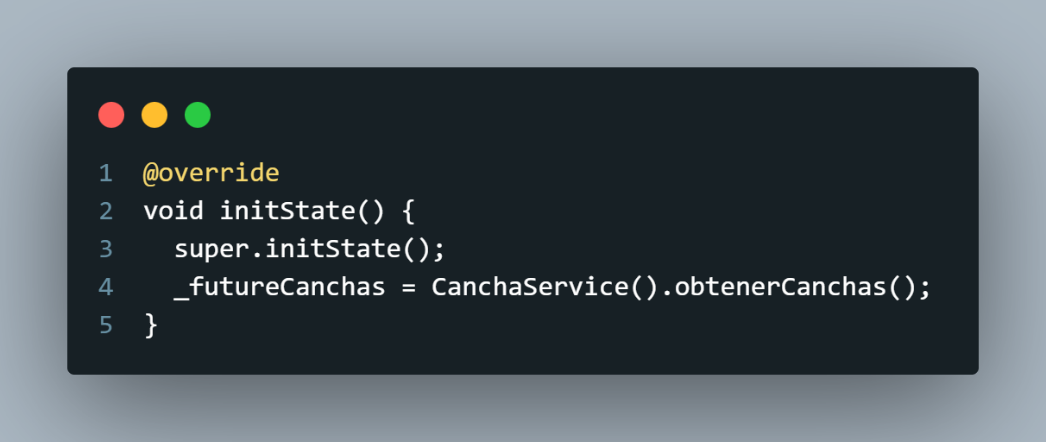 1 @override
2 void initState() {
3   super.initState();
4   _futureCanchas = CanchaService().obtenerCanchas();
5 }